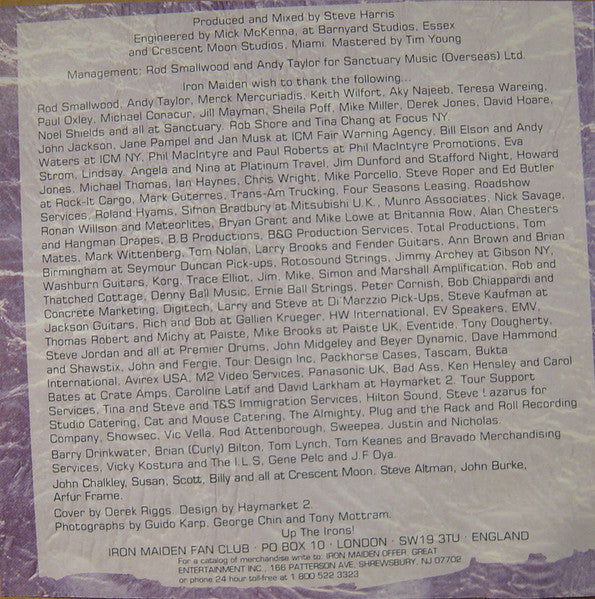 Produced and Mixed by Steve Harris
Engineered by Mick McKenna, at Barnyard Studios, Essex
and Crescent Moon Studios, Miami. Mastered by Tim Young
Management: Rod Smallwood and Andy Taylor for Sanctuary Music (Overseas) Ltd.
Iron Maiden wish to thank the following...
Rod Smallwood, Andy Taylor, Merck Mercuriadis, Keith Wilfort, Aky Najeeb, Teresa Wareing,
Paul Oxley, Michael Conacur, Jill Mayman, Sheila Poff, Mike Miller, Derek Jones, David Hoare,
Noel Shields and all at Sanctuary. Rob Shore and Tina Chang at Focus NY.
John Jackson, Jane Pampel and Jan Musk at ICM Fair Warning Agency, Bill Elson and Andy
Waters at ICM NY, Phil MacIntyre and Paul Roberts at Phil MacIntyre Promotions, Eva
Strom, Lindsay, Angela and Nina at Platinum Travel, Jim Dunford and Stafford Night, Howard
Jones, Michael Thomas, Ian Haynes, Chris Wright, Mike Porcello, Steve Roper and Ed Butler
at Rock-It Cargo, Mark Guterres, Trans-Am Trucking, Four Seasons Leasing, Roadshow
Services, Roland Hyams, Simon Bradbury at Mitsubishi U.K., Munro Associates, Nick Savage,
Ronan Willson and Meteorlites, Bryan Grant and Mike Lowe at Britannia Row, Alan Chesters
and Hangman Drapes, B.B Productions, B&G Production Services, Total Productions, Tom
Mates, Mark Wittenberg, Tom Nolan, Larry Brooks and Fender Guitars, Ann Brown and Brian
Birmingham at Seymour Duncan Pick-ups, Rotosound Strings, Jimmy Archey at Gibson NY,
Washburn Guitars, Korg, Trace Elliot, Jim, Mike, Simon and Marshall Amplification, Rob and
Thatched Cottage, Denny Ball Music, Ernie Ball Strings, Peter Cornish, Bob Chiappardi and
Concrete Marketing, Digitech, Larry and Steve at Di Marzzio Pick-Ups, Steve Kaufman at
Jackson Guitars, Rich and Bob at Gallien Krueger, HW International, EV Speakers, EMV,
Thomas Robert and Michy at Paiste, Mike Brooks at Paiste UK, Eventide, Tony Dougherty,
Steve Jordan and all at Premier Drums, John Midgeley and Beyer Dynamic, Dave Hammond
and Shawstix, John and Fergie, Tour Design Inc, Packhorse Cases, Tascam, Bukta
International, Avirex USA, M2 Video Services, Panasonic UK, Bad Ass, Ken Hensley and Carol
Bates at Crate Amps, Caroline Latif and David Larkham at Haymarket 2, Tour Support
Services, Tina and Steve and T&S Immigration Services, Hilton Sound, Steve Lazarus for
Studio Catering, Cat and Mouse Catering, The Almighty, Plug and the Rack and Roll Recording
Company, Showsec, Vic Vella, Rod Attenborough, Sweepea, Justin and Nicholas.
Barry Drinkwater, Brian (Curly) Bilton, Tom Lynch, Tom Keanes and Bravado Merchandising
Services, Vicky Kostura and The I.L.S, Gene Pelc and J.F Oya.
John Chalkley, Susan, Scott, Billy and all at Crescent Moon. Steve Altman, John Burke,
Arfur Frame.
Cover by Derek Riggs. Design by Haymarket 2.
Photographs by Guido Karp, George Chin and Tony Mottram.
Up The Irons!
IRON MAIDEN FAN CLUB · PO BOX 10 · LONDON · SW19 3TU · ENGLAND
For a catalog of merchandise write to: IRON MAIDEN OFFER, GREAT
ENTERTAINMENT INC., 166 PATTERSON AVE, SHREWSBURY, NJ 07702
or phone 24 hour toll-free at 1 800 522 3323